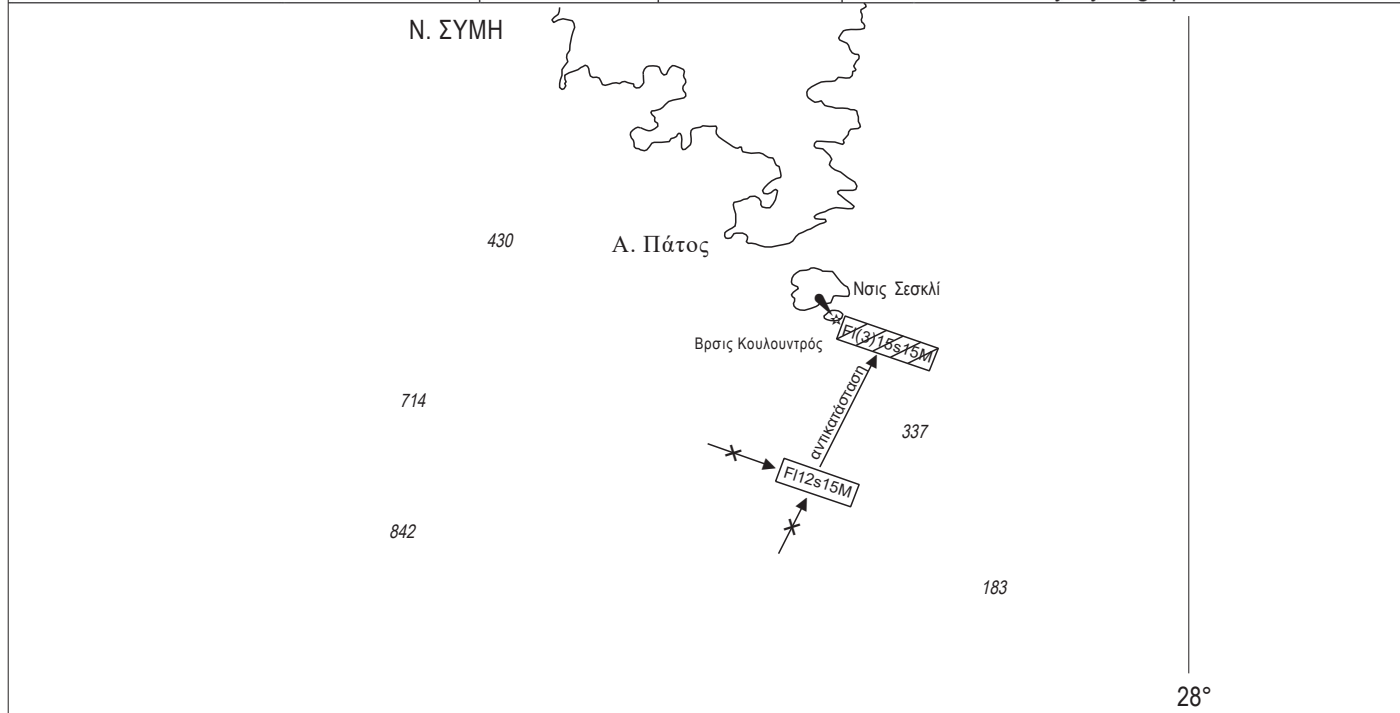 Ν. ΣΥΜΗ
430
Α. Πάτος
Νσις Σεσκλί
Fl(3)15s15M
Βρσις Κουλουντρός
αντικατάσταση
714
337
Fl12s15M
842
183
28°